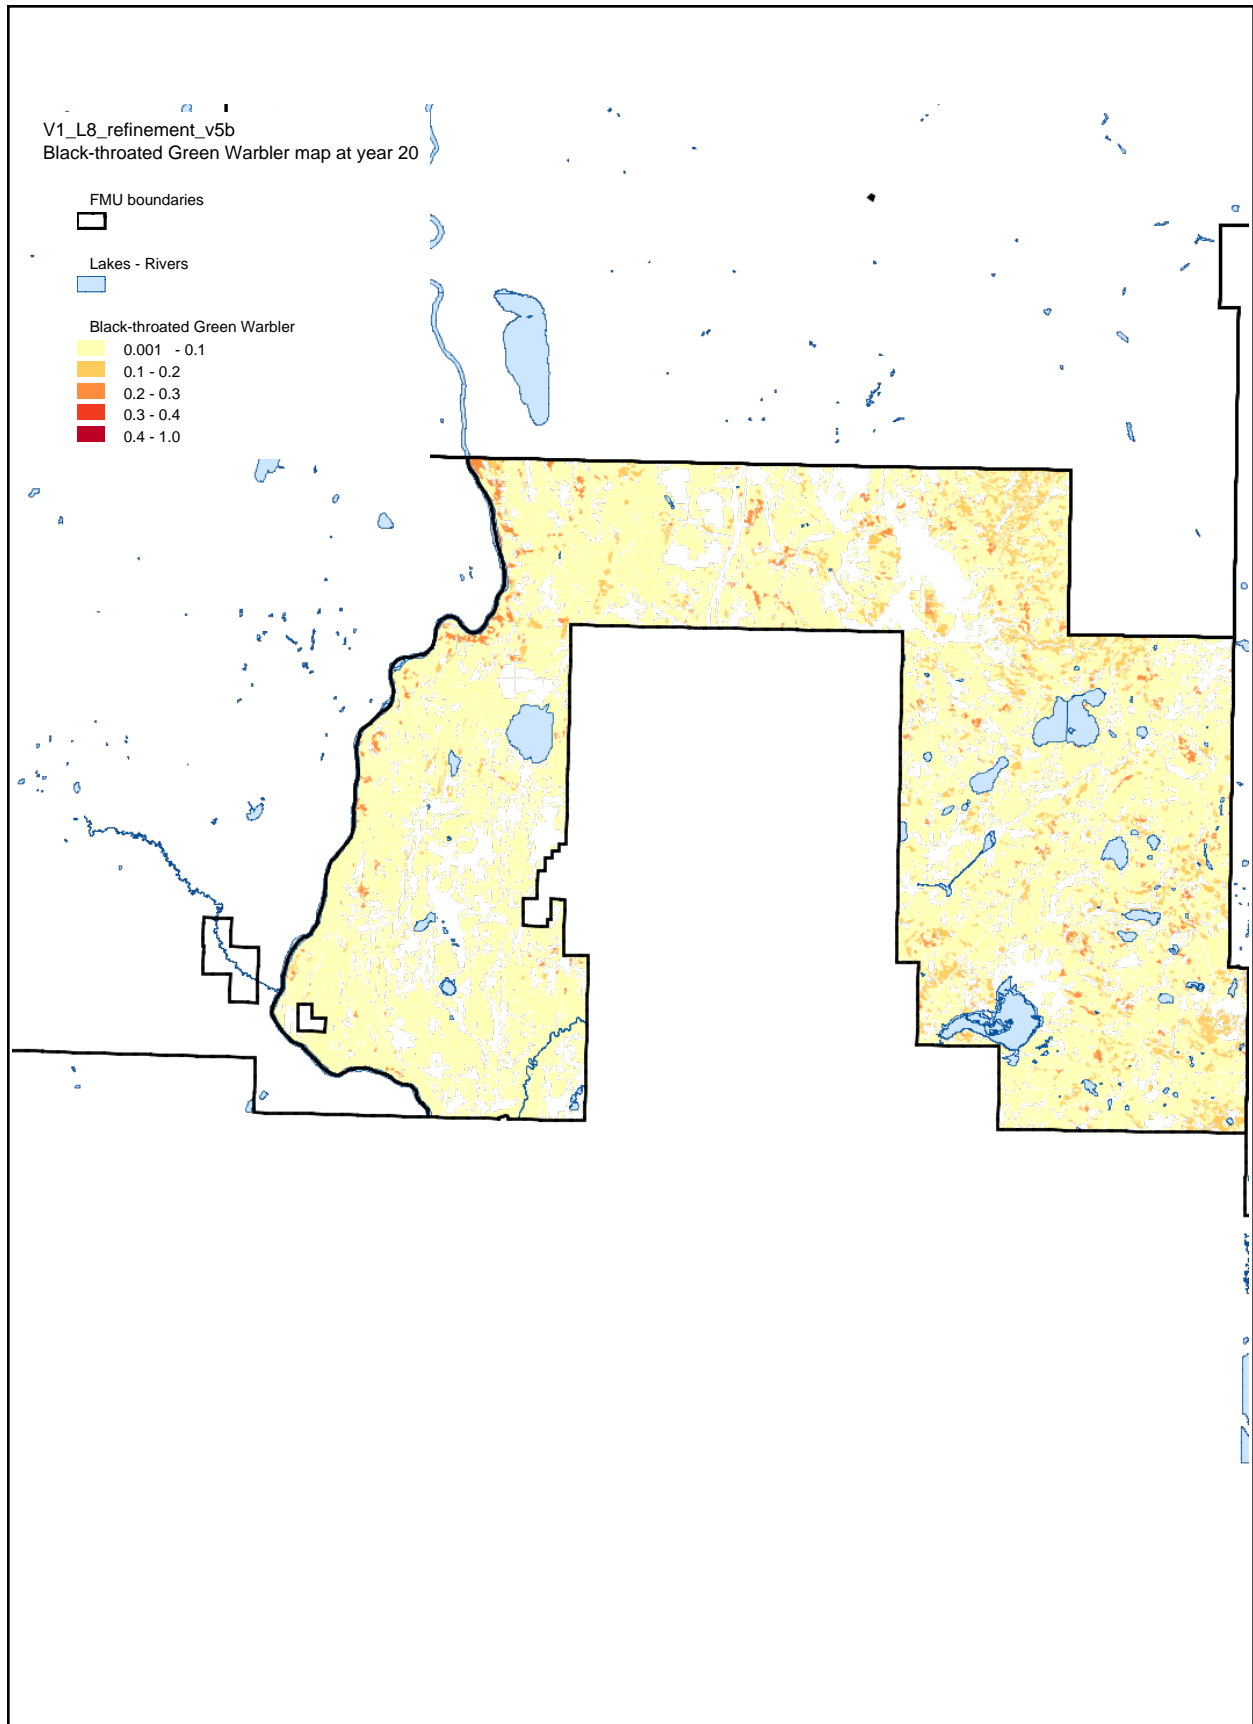 V1_L8_refinement_v5b
Black-throated Green Warbler map at year 20
FMU boundaries
Lakes - Rivers
Black-throated Green Warbler
0.001 - 0.1
0.1 - 0.2
0.2 - 0.3
0.3 - 0.4
0.4 - 1.0